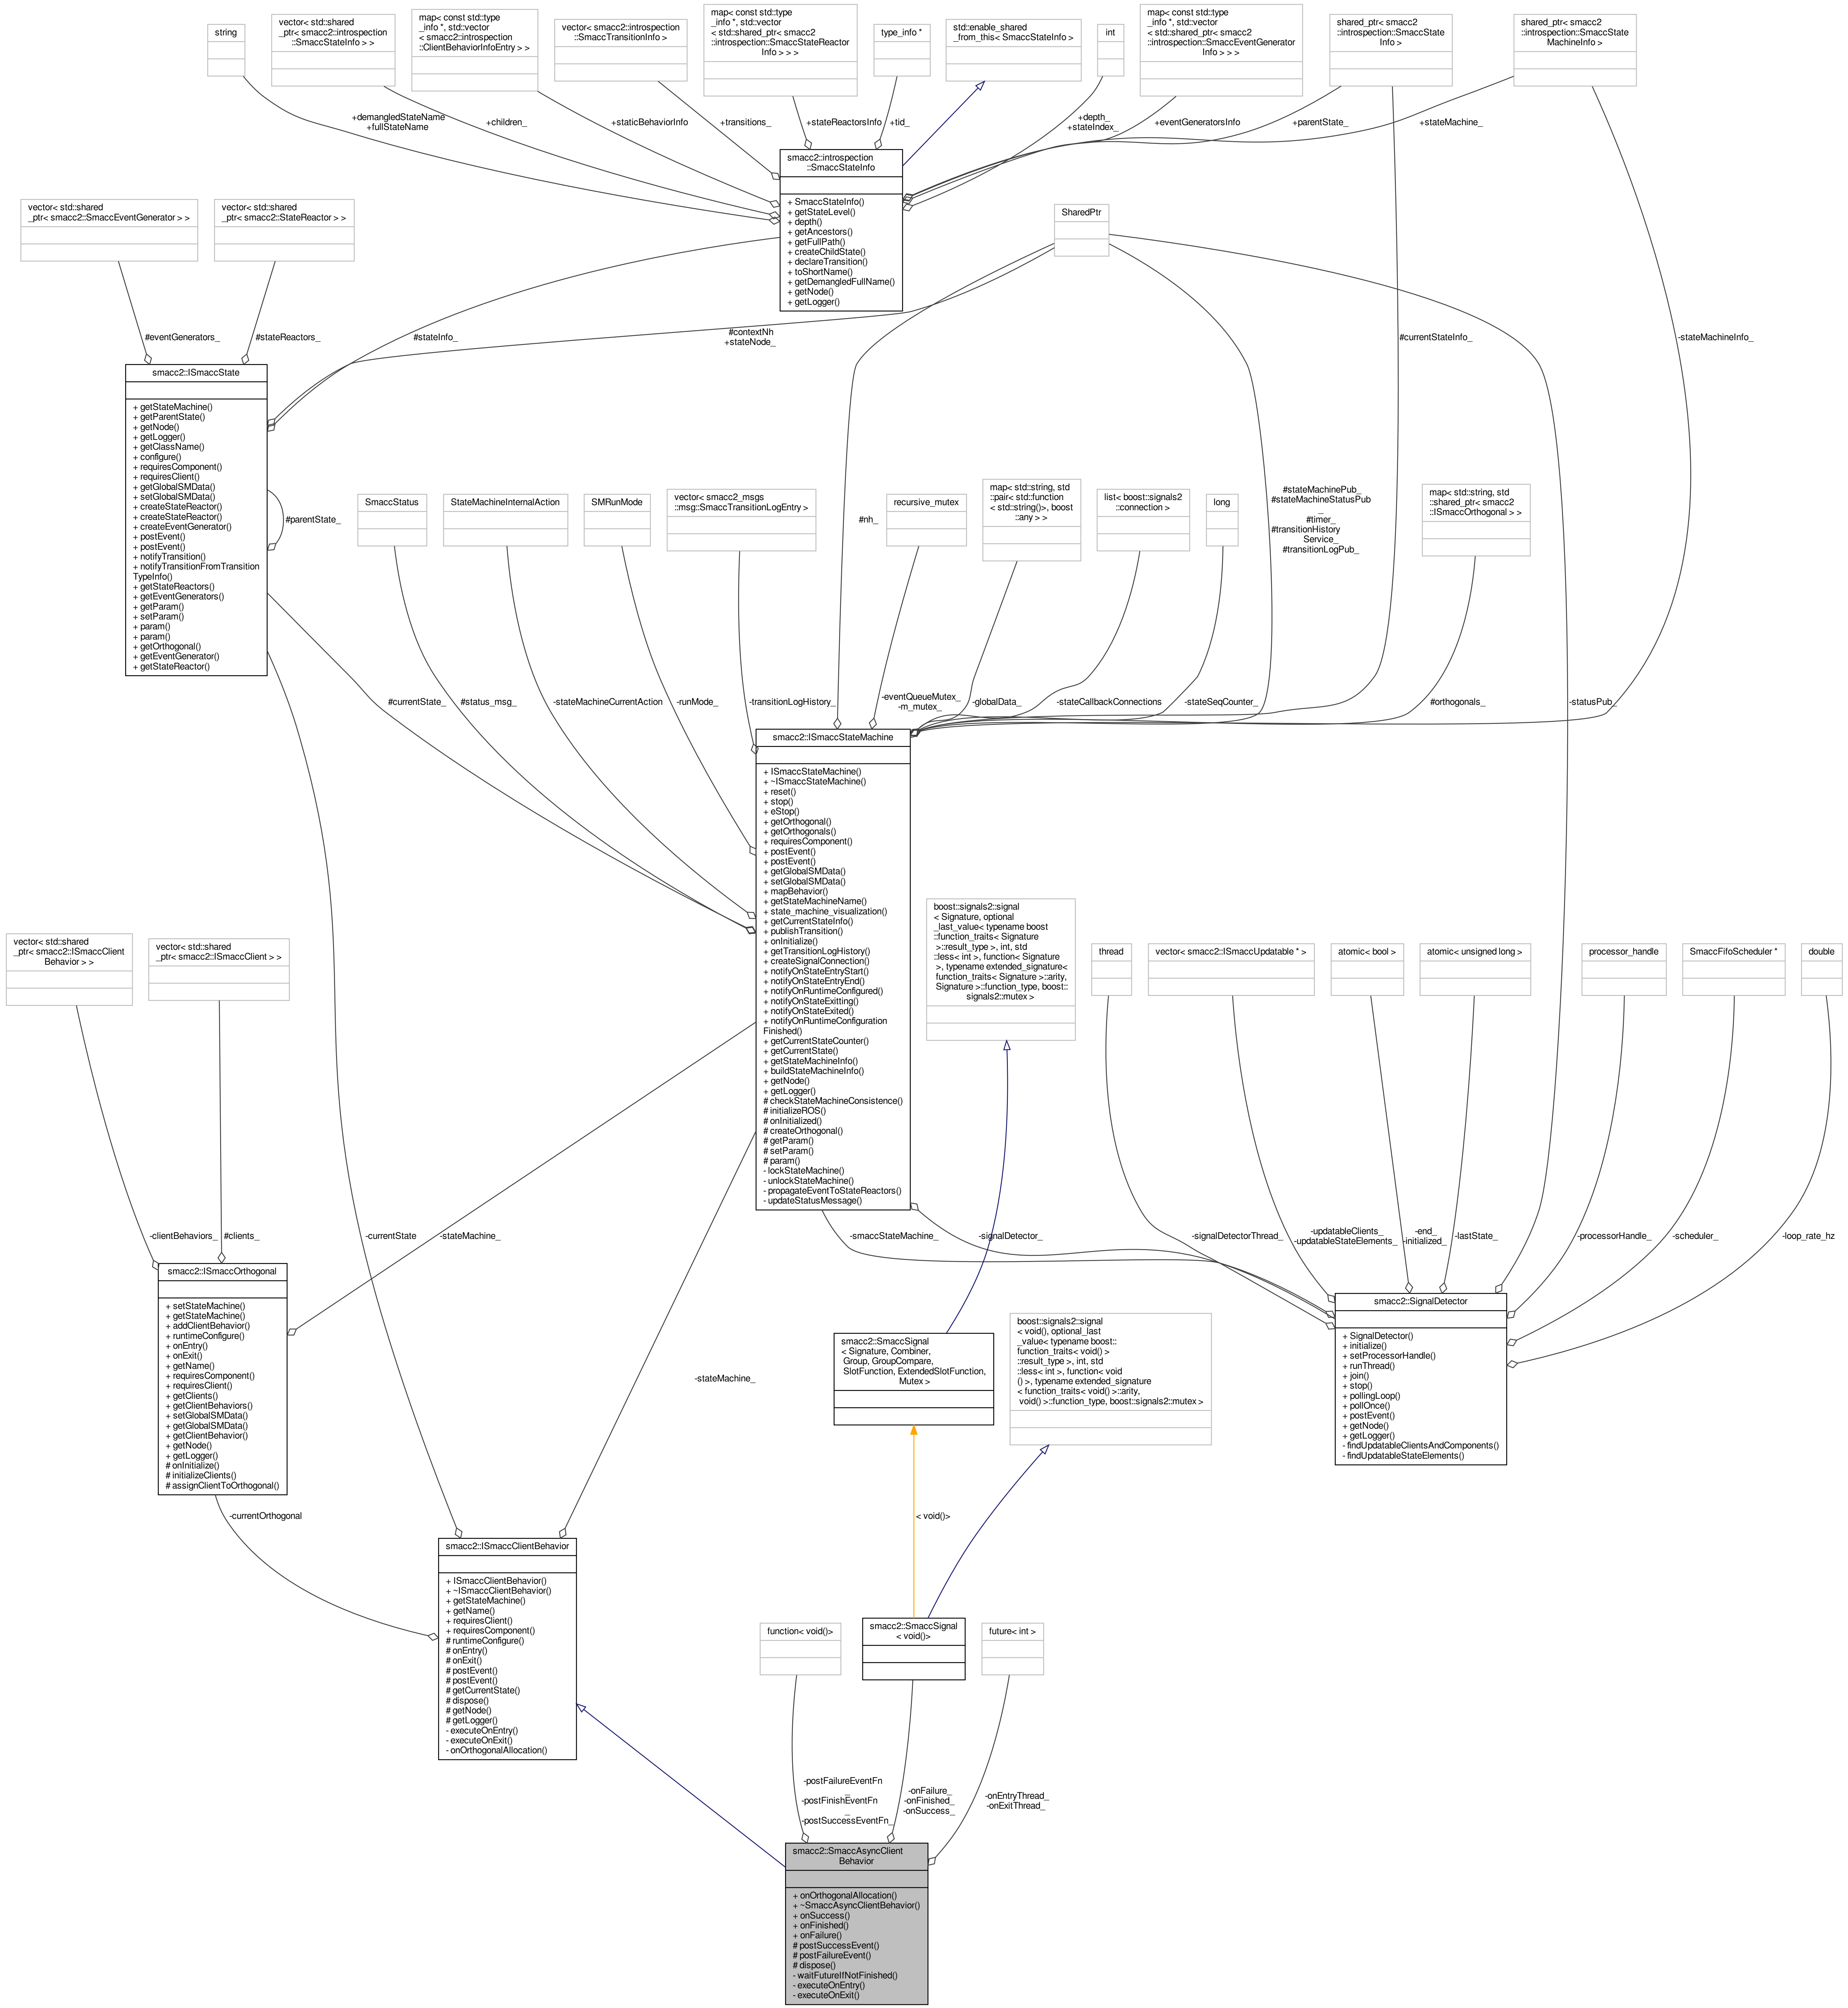 string
vector< std::shared
_ptr< smacc2::introspection
::SmaccStateInfo > >
map< const std::type
_info *, std::vector
< smacc2::introspection
::ClientBehaviorInfoEntry > >
vector< smacc2::introspection
::SmaccTransitionInfo >
map< const std::type
_info *, std::vector
< std::shared_ptr< smacc2
::introspection::SmaccStateReactor
Info > > >
type_info *
std::enable_shared
_from_this< SmaccStateInfo >
int
map< const std::type
_info *, std::vector
< std::shared_ptr< smacc2
::introspection::SmaccEventGenerator
Info > > >
shared_ptr< smacc2
::introspection::SmaccState
Info >
shared_ptr< smacc2
::introspection::SmaccState
MachineInfo >
+demangledStateName
+fullStateName
+children_
+staticBehaviorInfo
+transitions_
+stateReactorsInfo
+tid_
+depth_
+stateIndex_
+eventGeneratorsInfo
+parentState_
+stateMachine_
smacc2::introspection
::SmaccStateInfo
+ SmaccStateInfo()
+ getStateLevel()
+ depth()
+ getAncestors()
+ getFullPath()
+ createChildState()
+ declareTransition()
+ toShortName()
+ getDemangledFullName()
+ getNode()
+ getLogger()
vector< std::shared
_ptr< smacc2::SmaccEventGenerator > >
vector< std::shared
_ptr< smacc2::StateReactor > >
SharedPtr
#eventGenerators_
#stateReactors_
#stateInfo_
#contextNh
+stateNode_
#currentStateInfo_
-stateMachineInfo_
smacc2::ISmaccState
+ getStateMachine()
+ getParentState()
+ getNode()
+ getLogger()
+ getClassName()
+ configure()
+ requiresComponent()
+ requiresClient()
+ getGlobalSMData()
+ setGlobalSMData()
+ createStateReactor()
+ createStateReactor()
+ createEventGenerator()
+ postEvent()
+ postEvent()
+ notifyTransition()
+ notifyTransitionFromTransition
TypeInfo()
+ getStateReactors()
+ getEventGenerators()
+ getParam()
+ setParam()
+ param()
+ param()
+ getOrthogonal()
+ getEventGenerator()
+ getStateReactor()
#parentState_
SmaccStatus
StateMachineInternalAction
SMRunMode
vector< smacc2_msgs
::msg::SmaccTransitionLogEntry >
#nh_
recursive_mutex
map< std::string, std
::pair< std::function
< std::string()>, boost
::any > >
list< boost::signals2
::connection >
long
#stateMachinePub_
#stateMachineStatusPub
_
#timer_
#transitionHistory
Service_
#transitionLogPub_
map< std::string, std
::shared_ptr< smacc2
::ISmaccOrthogonal > >
#currentState_
#status_msg_
-stateMachineCurrentAction
-runMode_
-transitionLogHistory_
-eventQueueMutex_
-m_mutex_
-globalData_
-stateCallbackConnections
-stateSeqCounter_
#orthogonals_
-statusPub_
smacc2::ISmaccStateMachine
+ ISmaccStateMachine()
+ ~ISmaccStateMachine()
+ reset()
+ stop()
+ eStop()
+ getOrthogonal()
+ getOrthogonals()
+ requiresComponent()
+ postEvent()
+ postEvent()
+ getGlobalSMData()
+ setGlobalSMData()
+ mapBehavior()
+ getStateMachineName()
+ state_machine_visualization()
+ getCurrentStateInfo()
+ publishTransition()
+ onInitialize()
+ getTransitionLogHistory()
+ createSignalConnection()
+ notifyOnStateEntryStart()
+ notifyOnStateEntryEnd()
+ notifyOnRuntimeConfigured()
+ notifyOnStateExitting()
+ notifyOnStateExited()
+ notifyOnRuntimeConfiguration
Finished()
+ getCurrentStateCounter()
+ getCurrentState()
+ getStateMachineInfo()
+ buildStateMachineInfo()
+ getNode()
+ getLogger()
# checkStateMachineConsistence()
# initializeROS()
# onInitialized()
# createOrthogonal()
# getParam()
# setParam()
# param()
- lockStateMachine()
- unlockStateMachine()
- propagateEventToStateReactors()
- updateStatusMessage()
vector< std::shared
_ptr< smacc2::ISmaccClient
Behavior > >
vector< std::shared
_ptr< smacc2::ISmaccClient > >
boost::signals2::signal
< Signature, optional
_last_value< typename boost
::function_traits< Signature
>::result_type >, int, std
::less< int >, function< Signature
>, typename extended_signature<
function_traits< Signature >::arity,
Signature >::function_type, boost::
signals2::mutex >
thread
vector< smacc2::ISmaccUpdatable * >
atomic< bool >
atomic< unsigned long >
processor_handle
SmaccFifoScheduler *
double
-clientBehaviors_
#clients_
-currentState
-stateMachine_
-smaccStateMachine_
-signalDetector_
-signalDetectorThread_
-updatableClients_
-updatableStateElements_
-end_
-initialized_
-lastState_
-processorHandle_
-scheduler_
-loop_rate_hz
smacc2::ISmaccOrthogonal
+ setStateMachine()
+ getStateMachine()
+ addClientBehavior()
+ runtimeConfigure()
+ onEntry()
+ onExit()
+ getName()
+ requiresComponent()
+ requiresClient()
+ getClients()
+ getClientBehaviors()
+ setGlobalSMData()
+ getGlobalSMData()
+ getClientBehavior()
+ getNode()
+ getLogger()
# onInitialize()
# initializeClients()
# assignClientToOrthogonal()
smacc2::SignalDetector
+ SignalDetector()
+ initialize()
+ setProcessorHandle()
+ runThread()
+ join()
+ stop()
+ pollingLoop()
+ pollOnce()
+ postEvent()
+ getNode()
+ getLogger()
- findUpdatableClientsAndComponents()
- findUpdatableStateElements()
smacc2::SmaccSignal
< Signature, Combiner,
Group, GroupCompare,
SlotFunction, ExtendedSlotFunction,
Mutex >
boost::signals2::signal
< void(), optional_last
_value< typename boost::
function_traits< void() >
::result_type >, int, std
::less< int >, function< void
() >, typename extended_signature
< function_traits< void() >::arity,
void() >::function_type, boost::signals2::mutex >
-stateMachine_
-currentOrthogonal
< void()>
smacc2::ISmaccClientBehavior
+ ISmaccClientBehavior()
+ ~ISmaccClientBehavior()
+ getStateMachine()
+ getName()
+ requiresClient()
+ requiresComponent()
# runtimeConfigure()
# onEntry()
# onExit()
# postEvent()
# postEvent()
# getCurrentState()
# dispose()
# getNode()
# getLogger()
- executeOnEntry()
- executeOnExit()
- onOrthogonalAllocation()
function< void()>
smacc2::SmaccSignal
< void()>
future< int >
-postFailureEventFn
_
-postFinishEventFn
_
-postSuccessEventFn_
-onFailure_
-onFinished_
-onSuccess_
-onEntryThread_
-onExitThread_
smacc2::SmaccAsyncClient
Behavior
+ onOrthogonalAllocation()
+ ~SmaccAsyncClientBehavior()
+ onSuccess()
+ onFinished()
+ onFailure()
# postSuccessEvent()
# postFailureEvent()
# dispose()
- waitFutureIfNotFinished()
- executeOnEntry()
- executeOnExit()